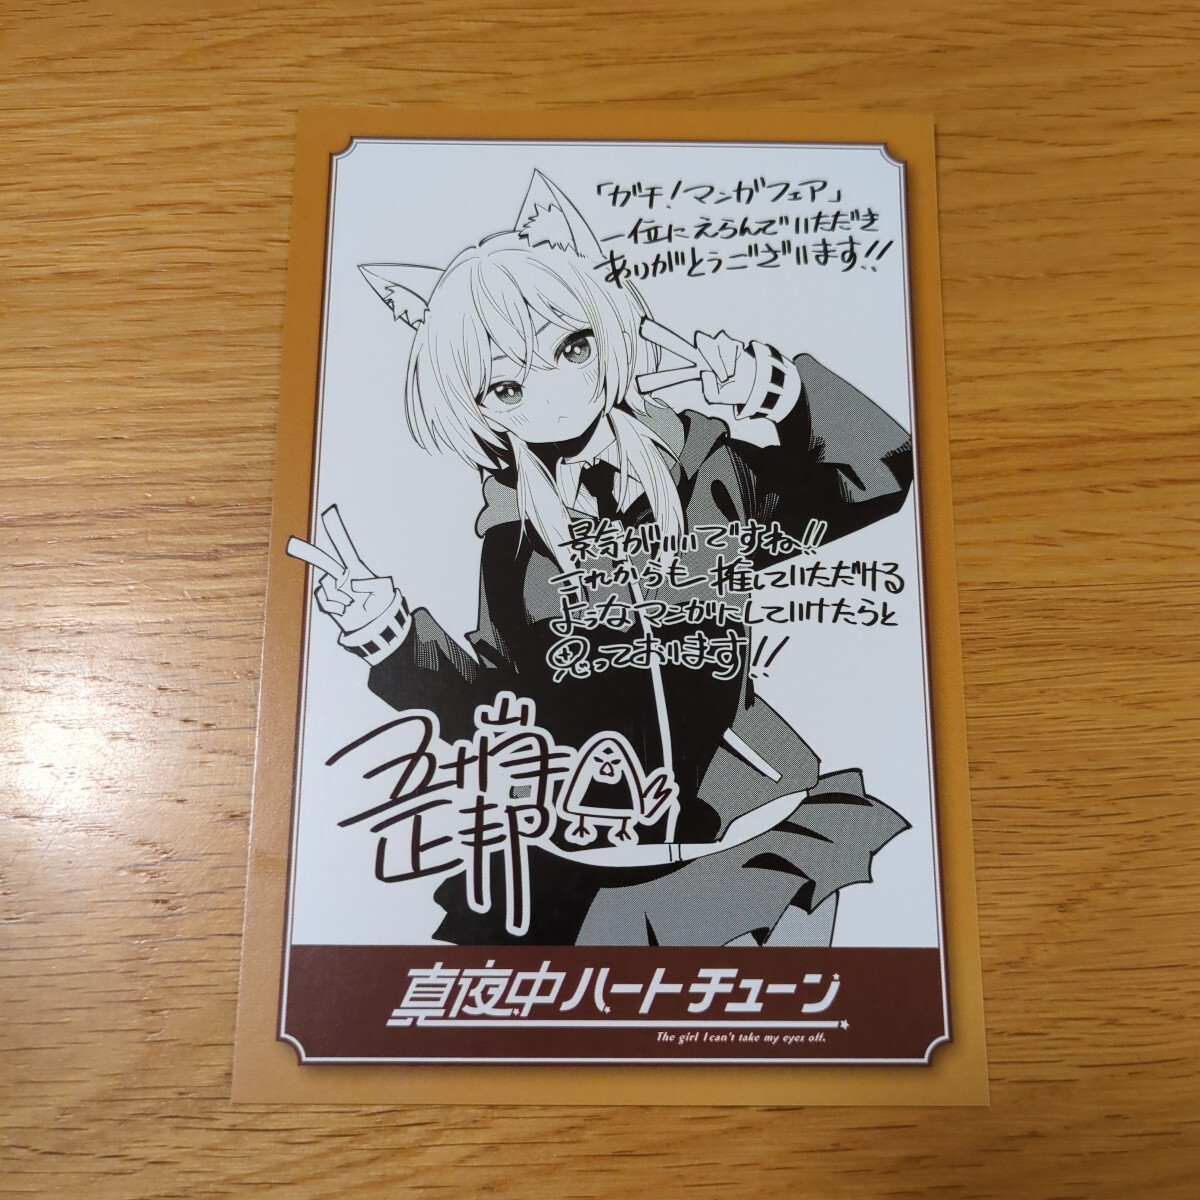 「ガチ!マンガフェア」
一位にえらんでいただき
ありがとうございます!!
景気がいいですね!!
これからも推していただける
ようなマンガにしていけたらと
思っております!!
五十嵐
正邦
真夜中ハートチューン
The girl I can't take my eyes off.